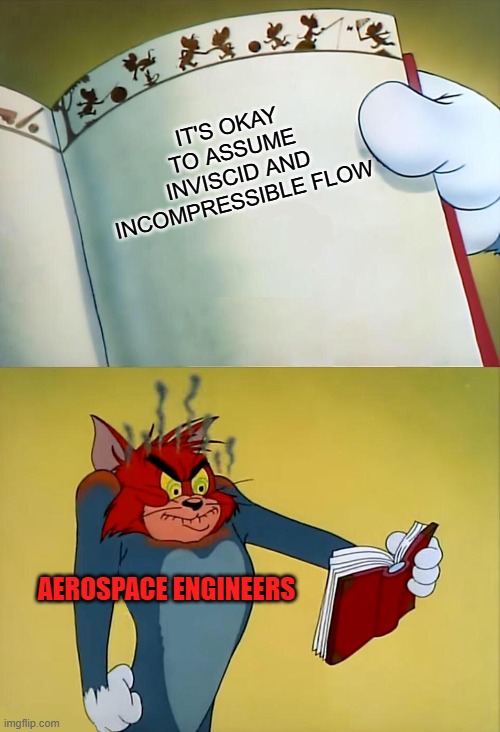 IT'S OKAY
TO ASSUME
INVISCID AND
INCOMPRESSIBLE FLOW
AEROSPACE ENGINEERS
imgflip.com